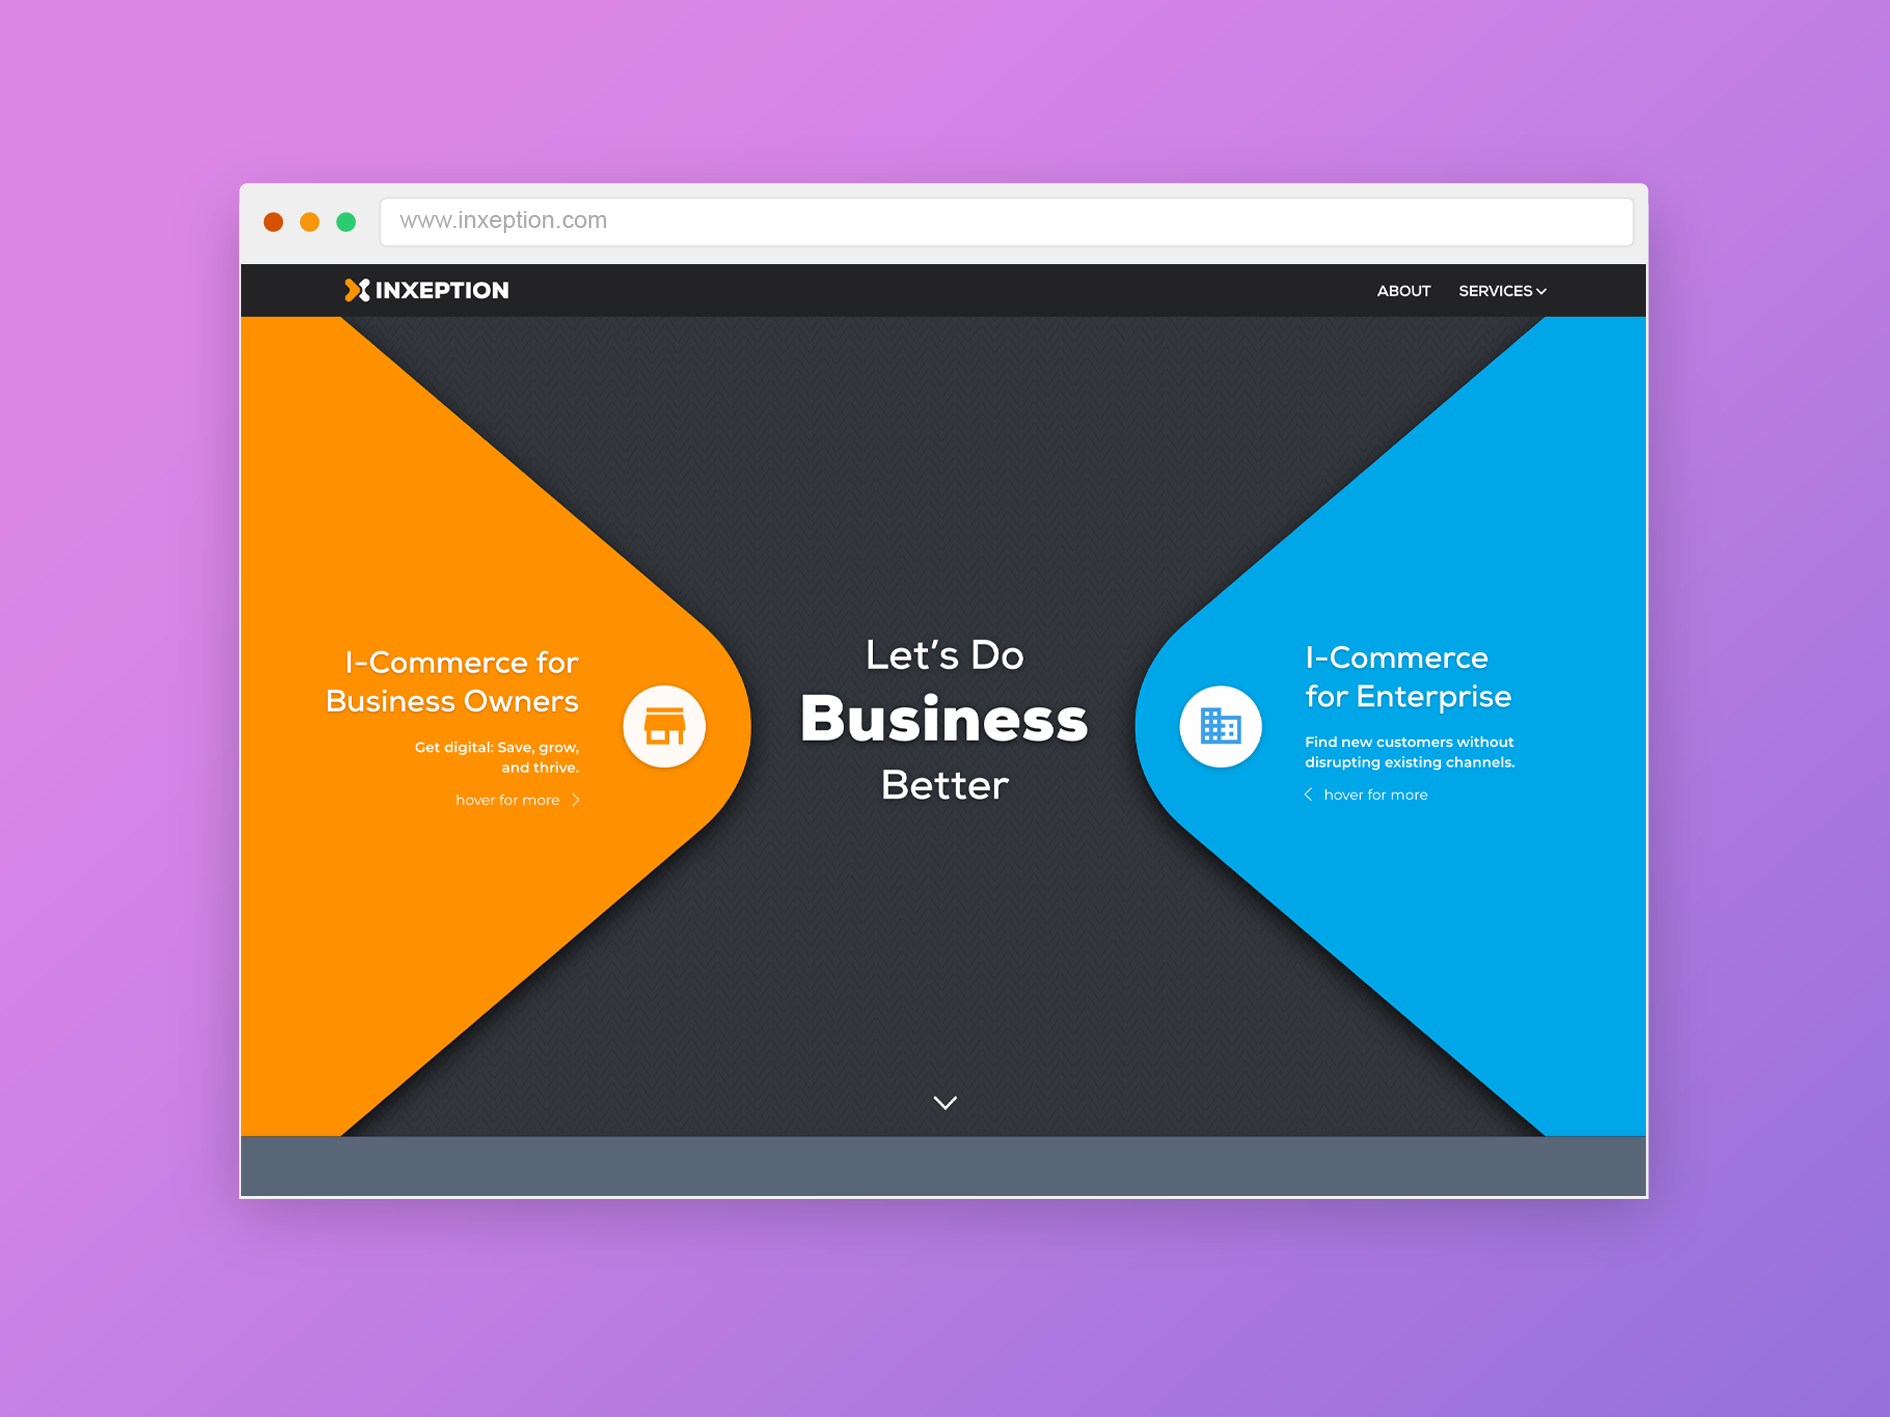 www.inxeption.com
INXEPTION
ABOUT
SERVICES
I-Commerce for
Business Owners
Get digital: Save, grow,
and thrive.
hover for more
Let’s Do
Business
Better
I-Commerce
for Enterprise
Find new customers without
disrupting existing channels.
hover for more